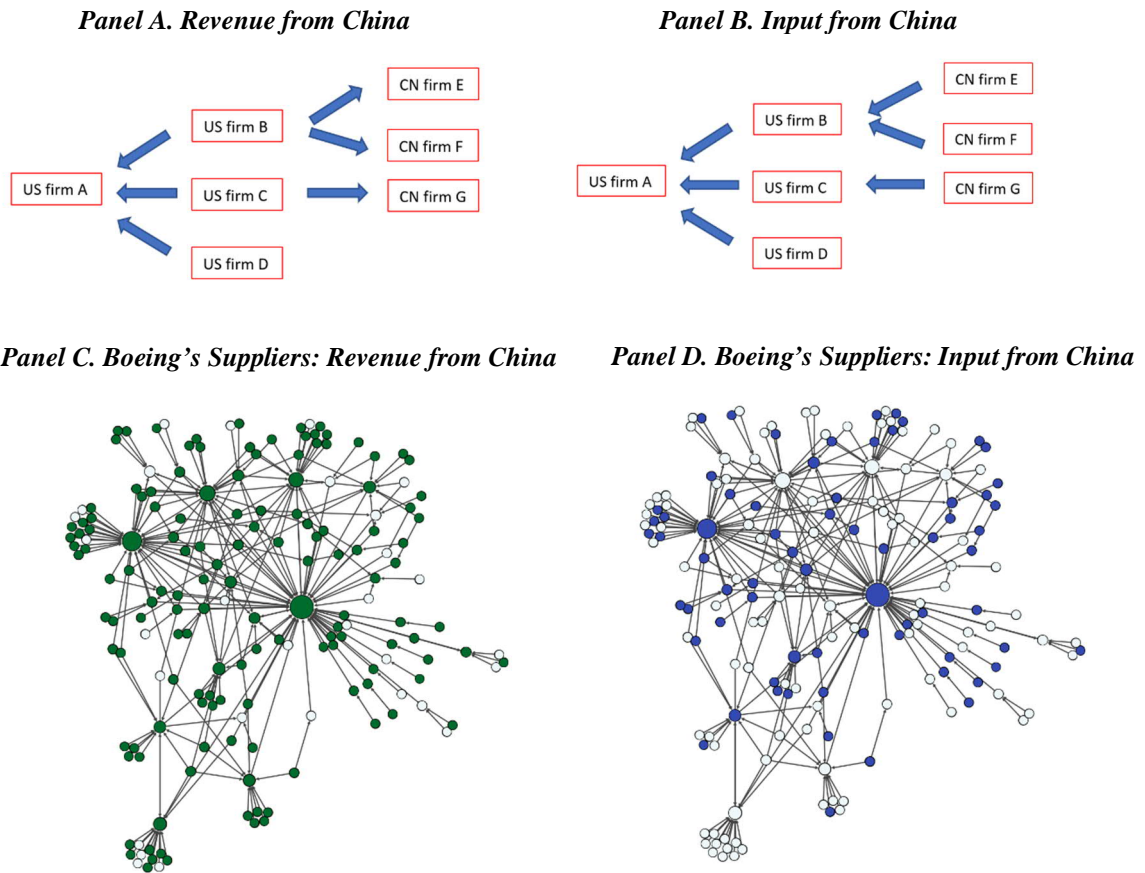 Panel A. Revenue from China
CN firm E
US firm B
CN firm F
US firm A
US firm C
CN firm G
US firm D
Panel B. Input from China
CN firm E
US firm B
CN firm F
US firm A
US firm C
CN firm G
US firm D
Panel C. Boeing’s Suppliers: Revenue from China
Panel D. Boeing’s Suppliers: Input from China